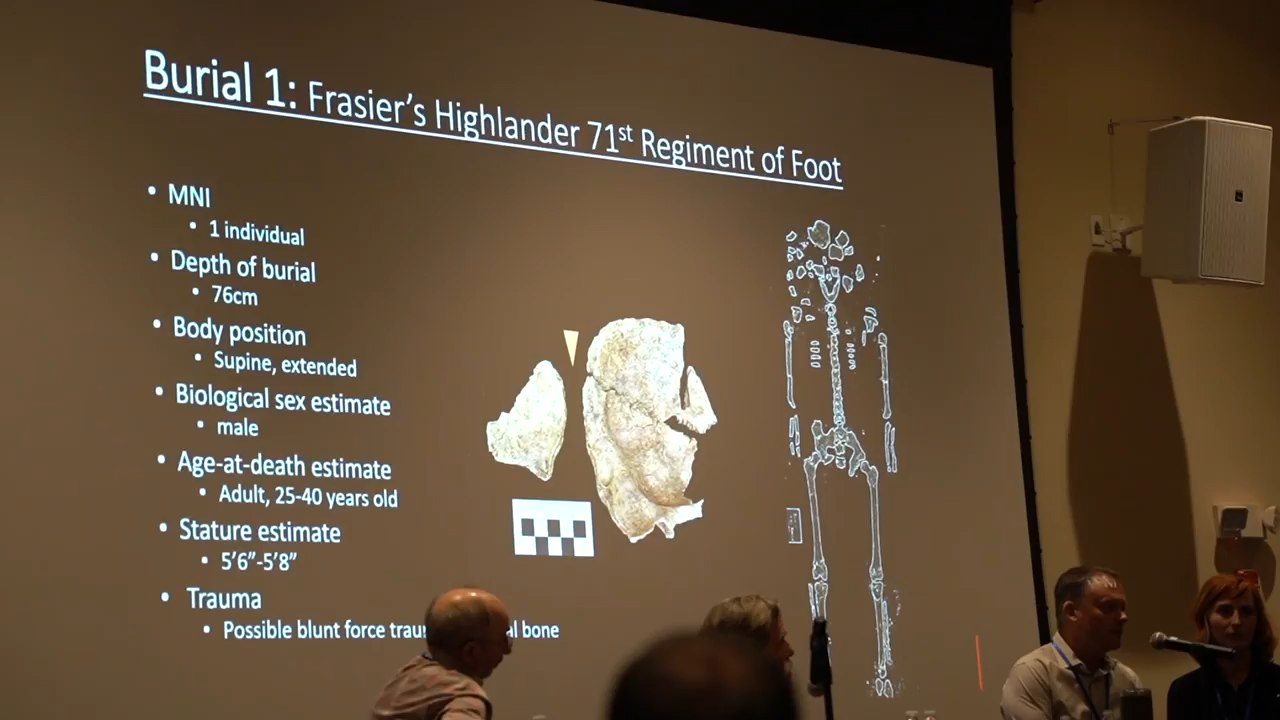 Burial 1: Frasier's Highlander 71st Regiment of Foot
• MNI
• 1 individual
• Depth of burial
• 76cm
• Body position
• Supine, extended
• Biological sex estimate
• male
• Age-at-death estimate
• Adult, 25-40 years old
• Stature estimate
• 5'6"-5'8"
• Trauma
• Possible blunt force bone